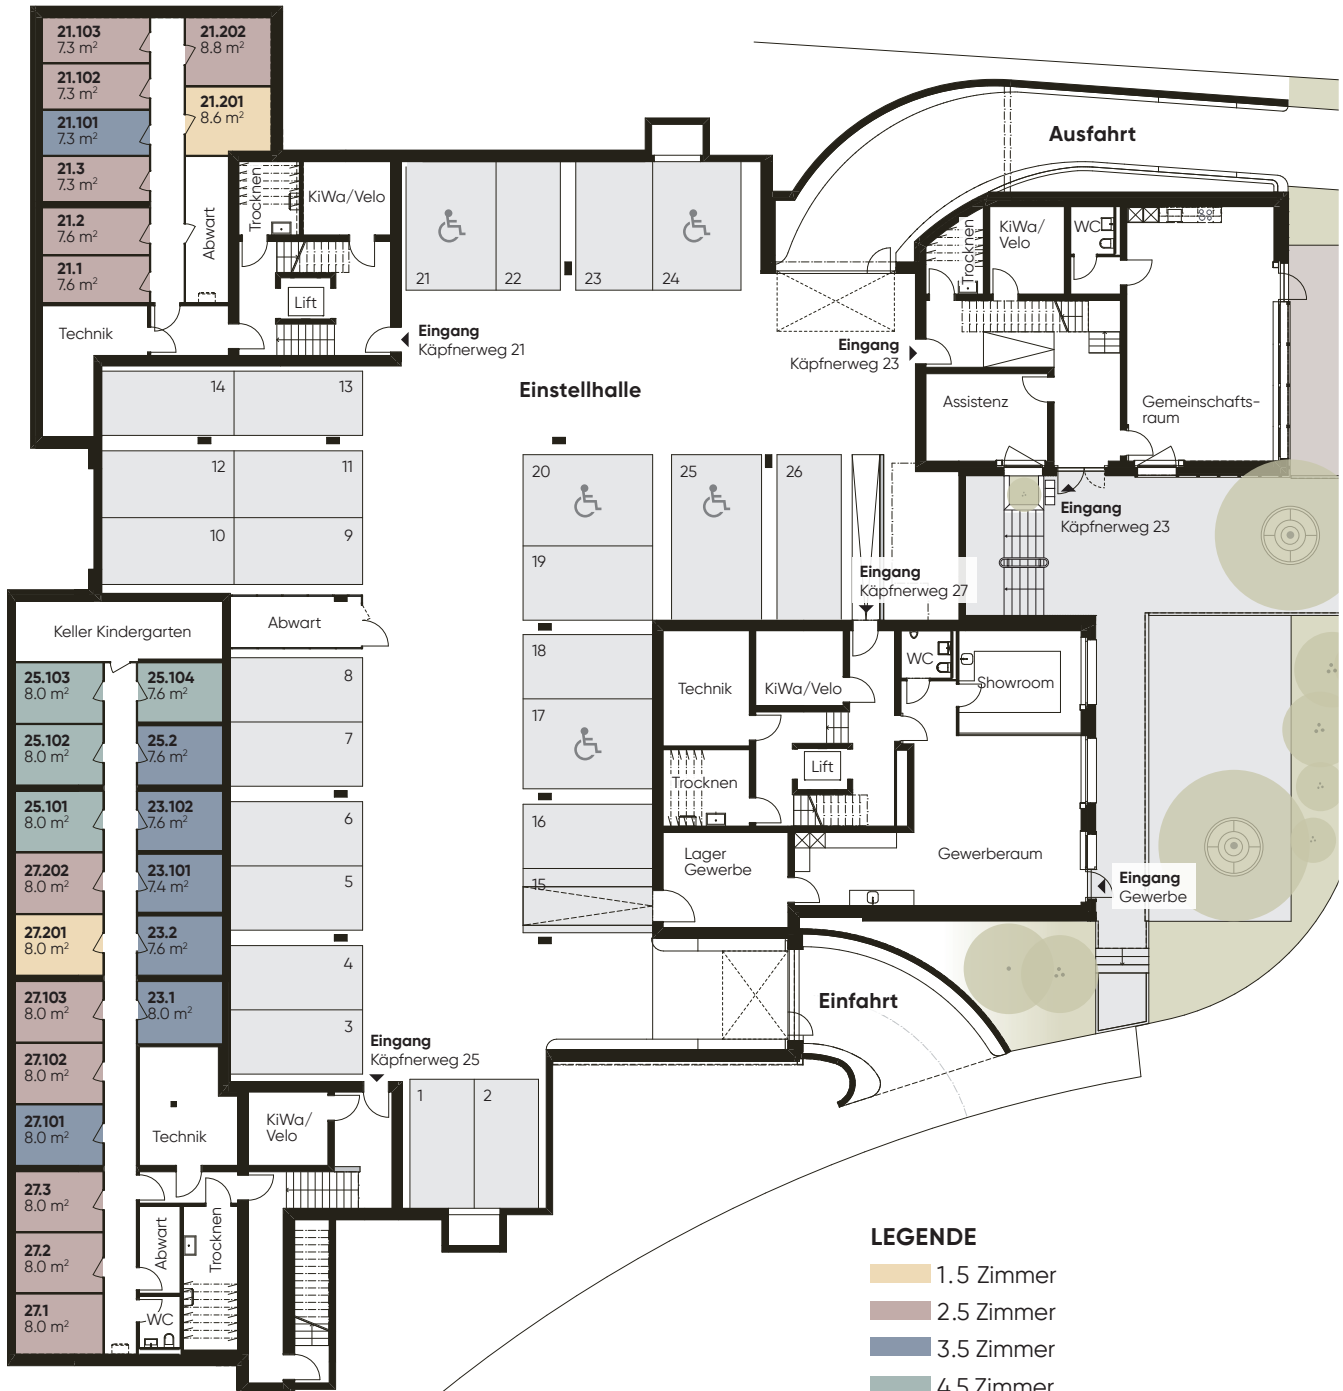 21.103
7.3 m²
21.202
8.8 m²
21.102
7.3 m²
21.201
8.6 m²
21.101
7.3 m²
21.3
7.3 m²
21.2
7.6 m²
21.1
7.6 m²
Abwart
Trocknen
KiWa/Velo
Lift
Technik
Eingang
Käpfnerweg 21
21
22
23
24
Ausfahrt
Trocknen
KiWa/
Velo
WC
Eingang
Käpfnerweg 23
Assistenz
Gemeinschafts-
raum
Einstellhalle
14
13
12
11
10
9
20
19
25
26
Eingang
Käpfnerweg 23
Eingang
Käpfnerweg 27
Keller Kindergarten
Abwart
25.103
8.0 m²
25.104
7.6 m²
25.102
8.0 m²
25.2
7.6 m²
25.101
8.0 m²
23.102
7.6 m²
27.202
8.0 m²
23.101
7.4 m²
27.201
8.0 m²
23.2
7.6 m²
27.103
8.0 m²
23.1
8.0 m²
27.102
8.0 m²
27.101
8.0 m²
27.3
8.0 m²
27.2
8.0 m²
27.1
8.0 m²
8
7
6
5
4
3
18
17
16
15
Technik
KiWa/Velo
WC
Showroom
Trocknen
Lift
Lager
Gewerbe
Gewerberaum
Eingang
Gewerbe
Einfahrt
Eingang
Käpfnerweg 25
1
2
Technik
KiWa/
Velo
Abwart
Trocknen
WC
LEGENDE
1.5 Zimmer
2.5 Zimmer
3.5 Zimmer
4.5 Zimmer